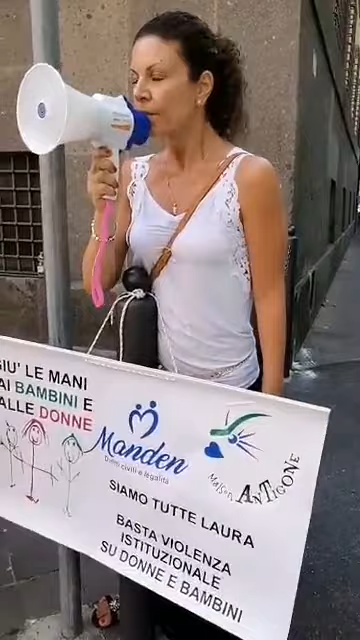 GIU' LE MANI
AI BAMBINI E
ALLE DONNE
Manden
Diritti civili e legalità
Maison
ANTIGONE
SIAMO TUTTE LAURA
BASTA VIOLENZA
ISTITUZIONALE
SU DONNE E BAMBINI